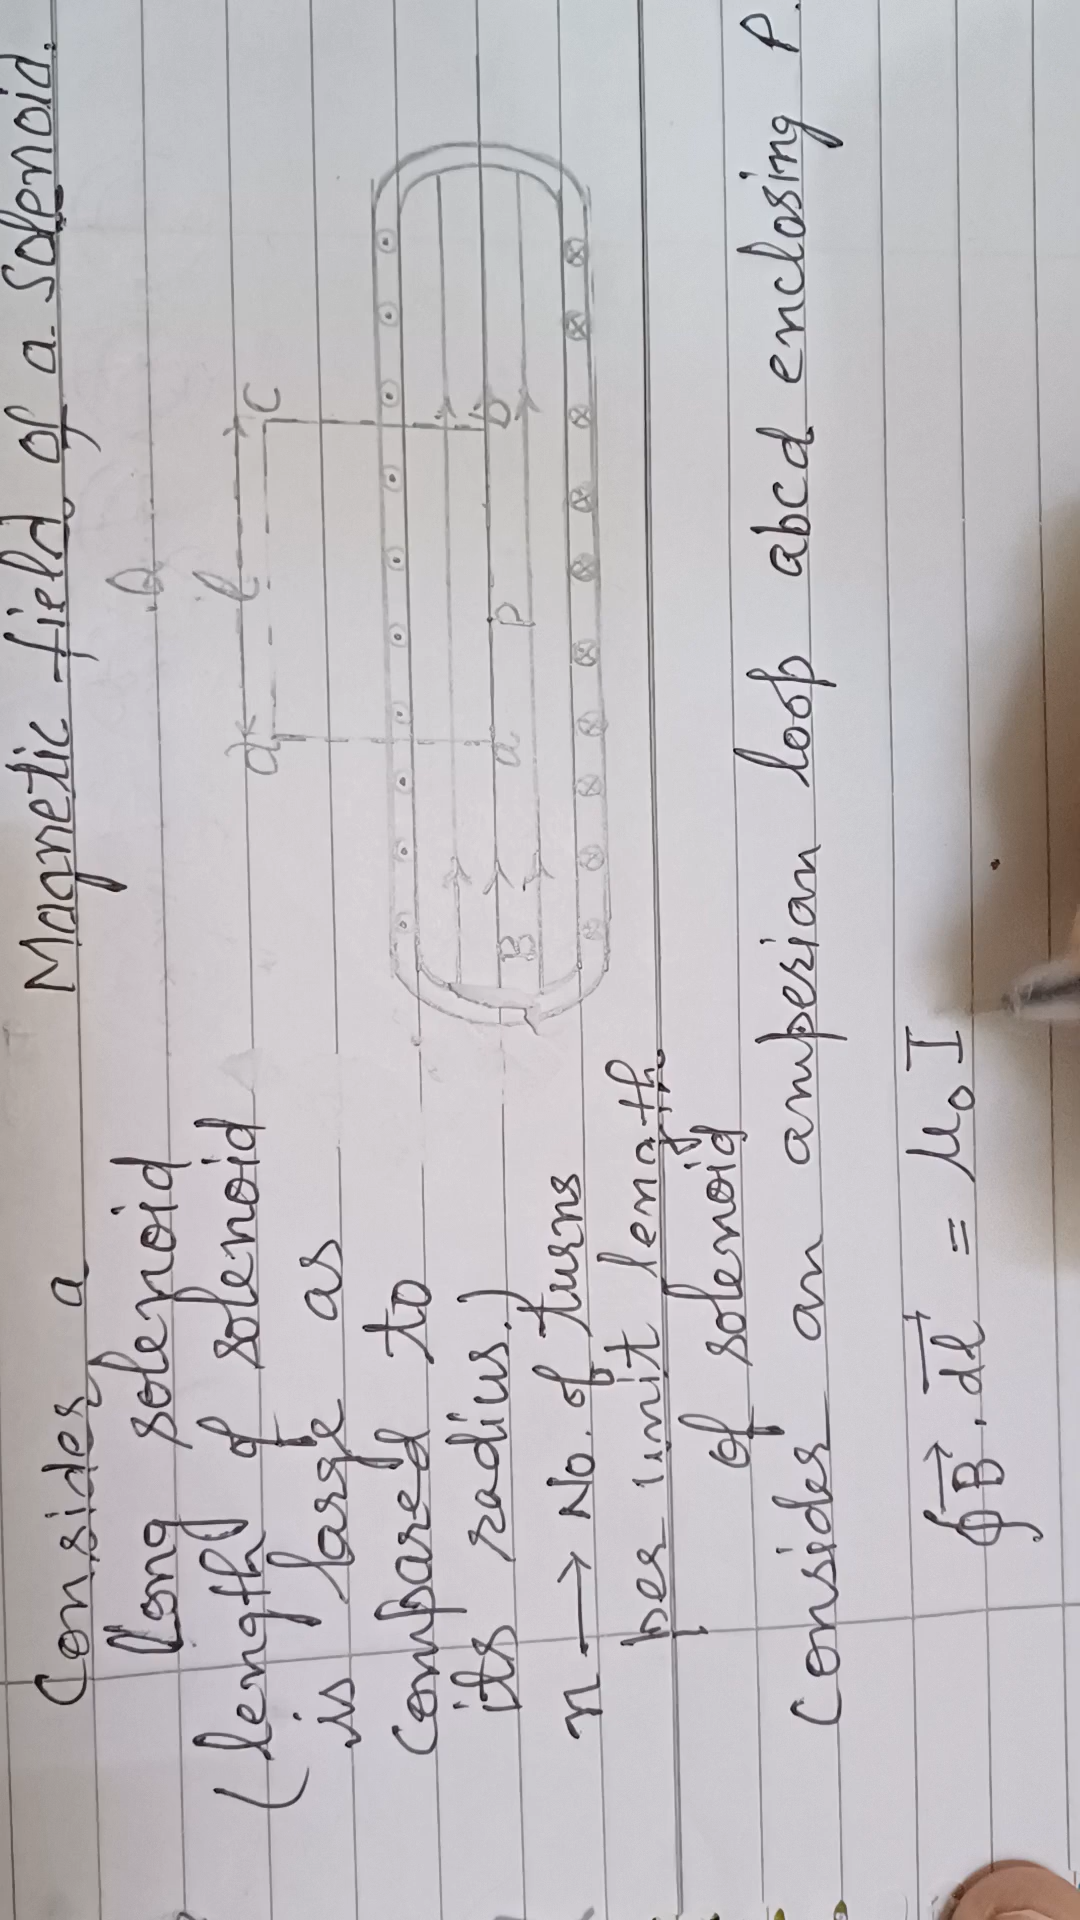 Magnetic field of a solenoid.
Consider a
long solenoid
(length of solenoid
is large as
compared to
its radius.)
n → No. of turns
per unit length
of solenoid
d l c
B a P b
Consider an amperian loop abcd enclosing P.
∮B⃗. dl⃗ = μ₀I